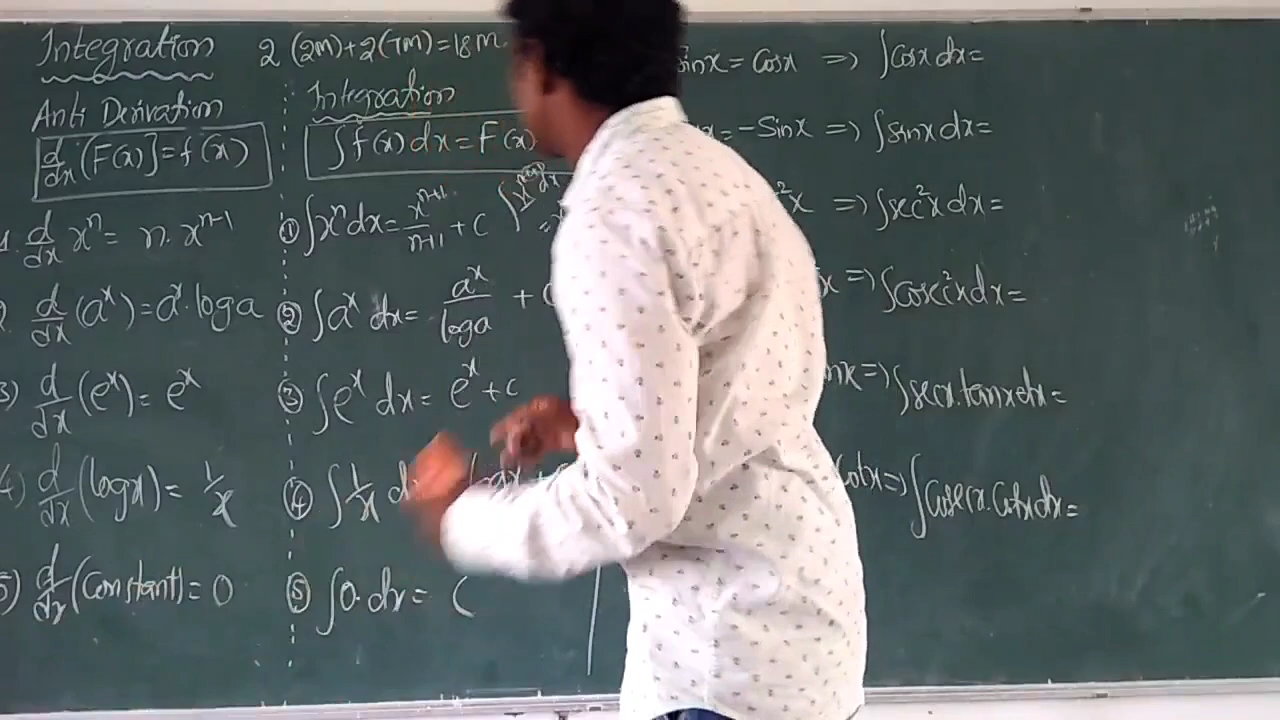 Integration
2 (2m)+2(7m)=18m.
Anti Derivation
d/dx [F(x)]=f(x)
1. d/dx xⁿ = n.xⁿ⁻¹
2. d/dx (aˣ)=aˣ.loga
3) d/dx (eˣ)= eˣ
4) d/dx (logx)= 1/x
5) d/dx (Constant)= 0
Integration
∫f(x) dx = F(x)
① ∫xⁿdx= xⁿ⁺¹/n+1 + C
② ∫aˣ dx= aˣ/loga +
③ ∫eˣ dx= eˣ+c
④ ∫1/x logx +
⑤ ∫0.dx= C
Sinx = Cosx => ∫Cosx dx=
= -Sinx => ∫sinx dx=
²x => ∫sec²x dx=
x => ∫Cosec²x dx=
=> ∫secx.tanx dx=
Cotx => ∫Cosecx.Cotx dx=